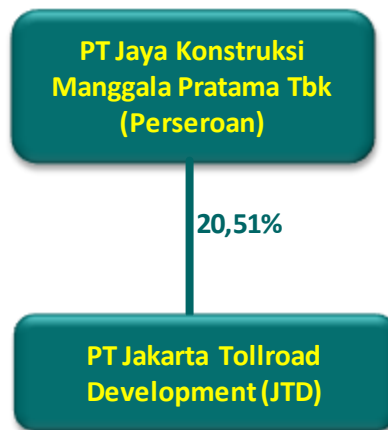 PT Jaya Konstruksi
Manggala Pratama Tbk
(Perseroan)
20,51%
PT Jakarta Tollroad
Development (JTD)